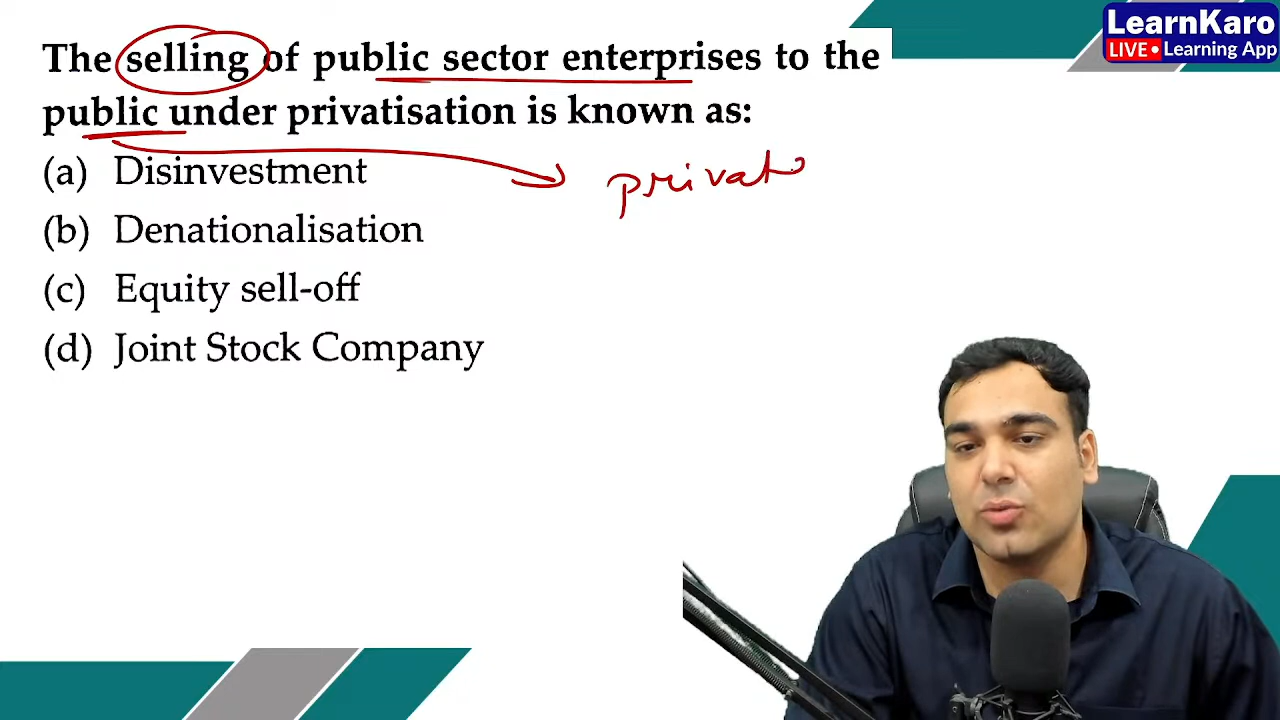 LearnKaro
LIVE • Learning App
The selling of public sector enterprises to the
public under privatisation is known as:
(a) Disinvestment
privat
(b) Denationalisation
(c) Equity sell-off
(d) Joint Stock Company